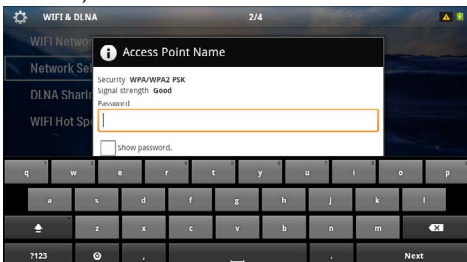 WIFI & DLNA 2/4
WIFI Netwo
Network Se
DLNA Sharin
WIFI Hot Sp
Access Point Name
Security WPA/WPA2 PSK
Signal strength Good
Password
Show password.
q w e r t y u i o p
a s d f g h j k l
z x c v b n m
?123 , . Next